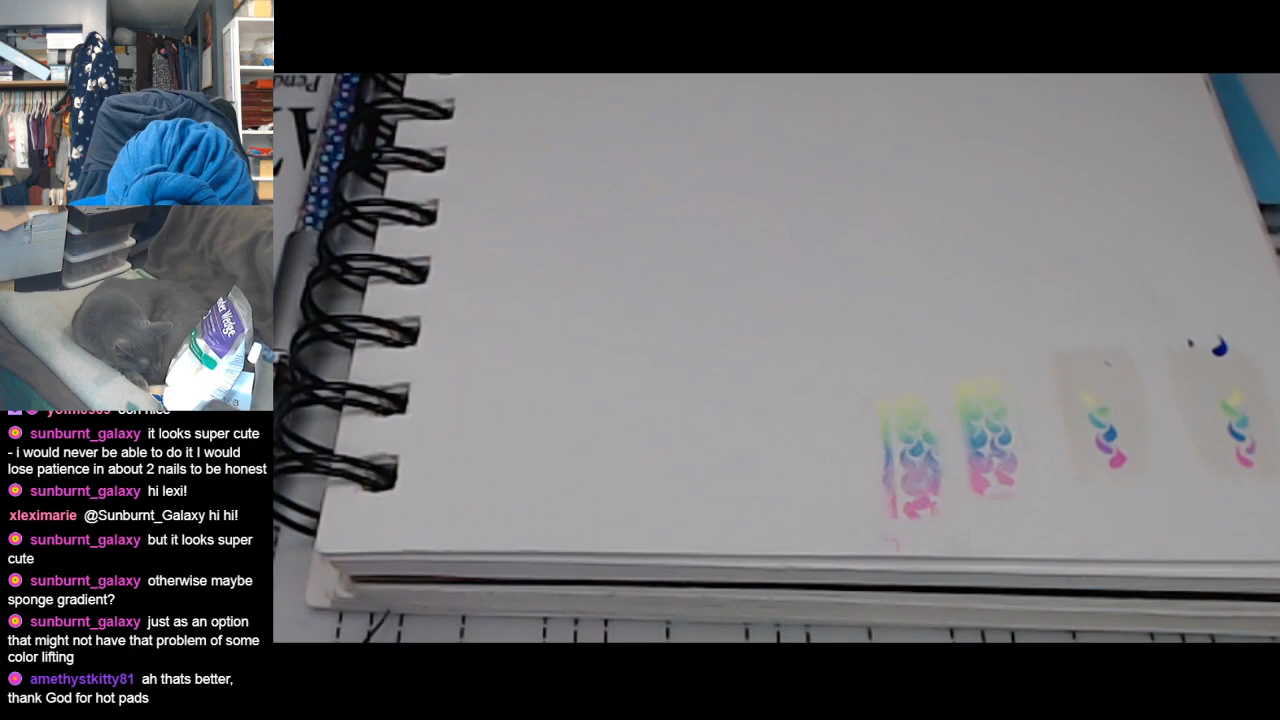 Wedge
sunburnt_galaxy it looks super cute
- i would never be able to do it I would
lose patience in about 2 nails to be honest
sunburnt_galaxy hi lexi!
xleximarie @Sunburnt_Galaxy hi hi!
sunburnt_galaxy but it looks super
cute
sunburnt_galaxy otherwise maybe
sponge gradient?
sunburnt_galaxy just as an option
that might not have that problem of some
color lifting
amethystkitty81 ah thats better,
thank God for hot pads